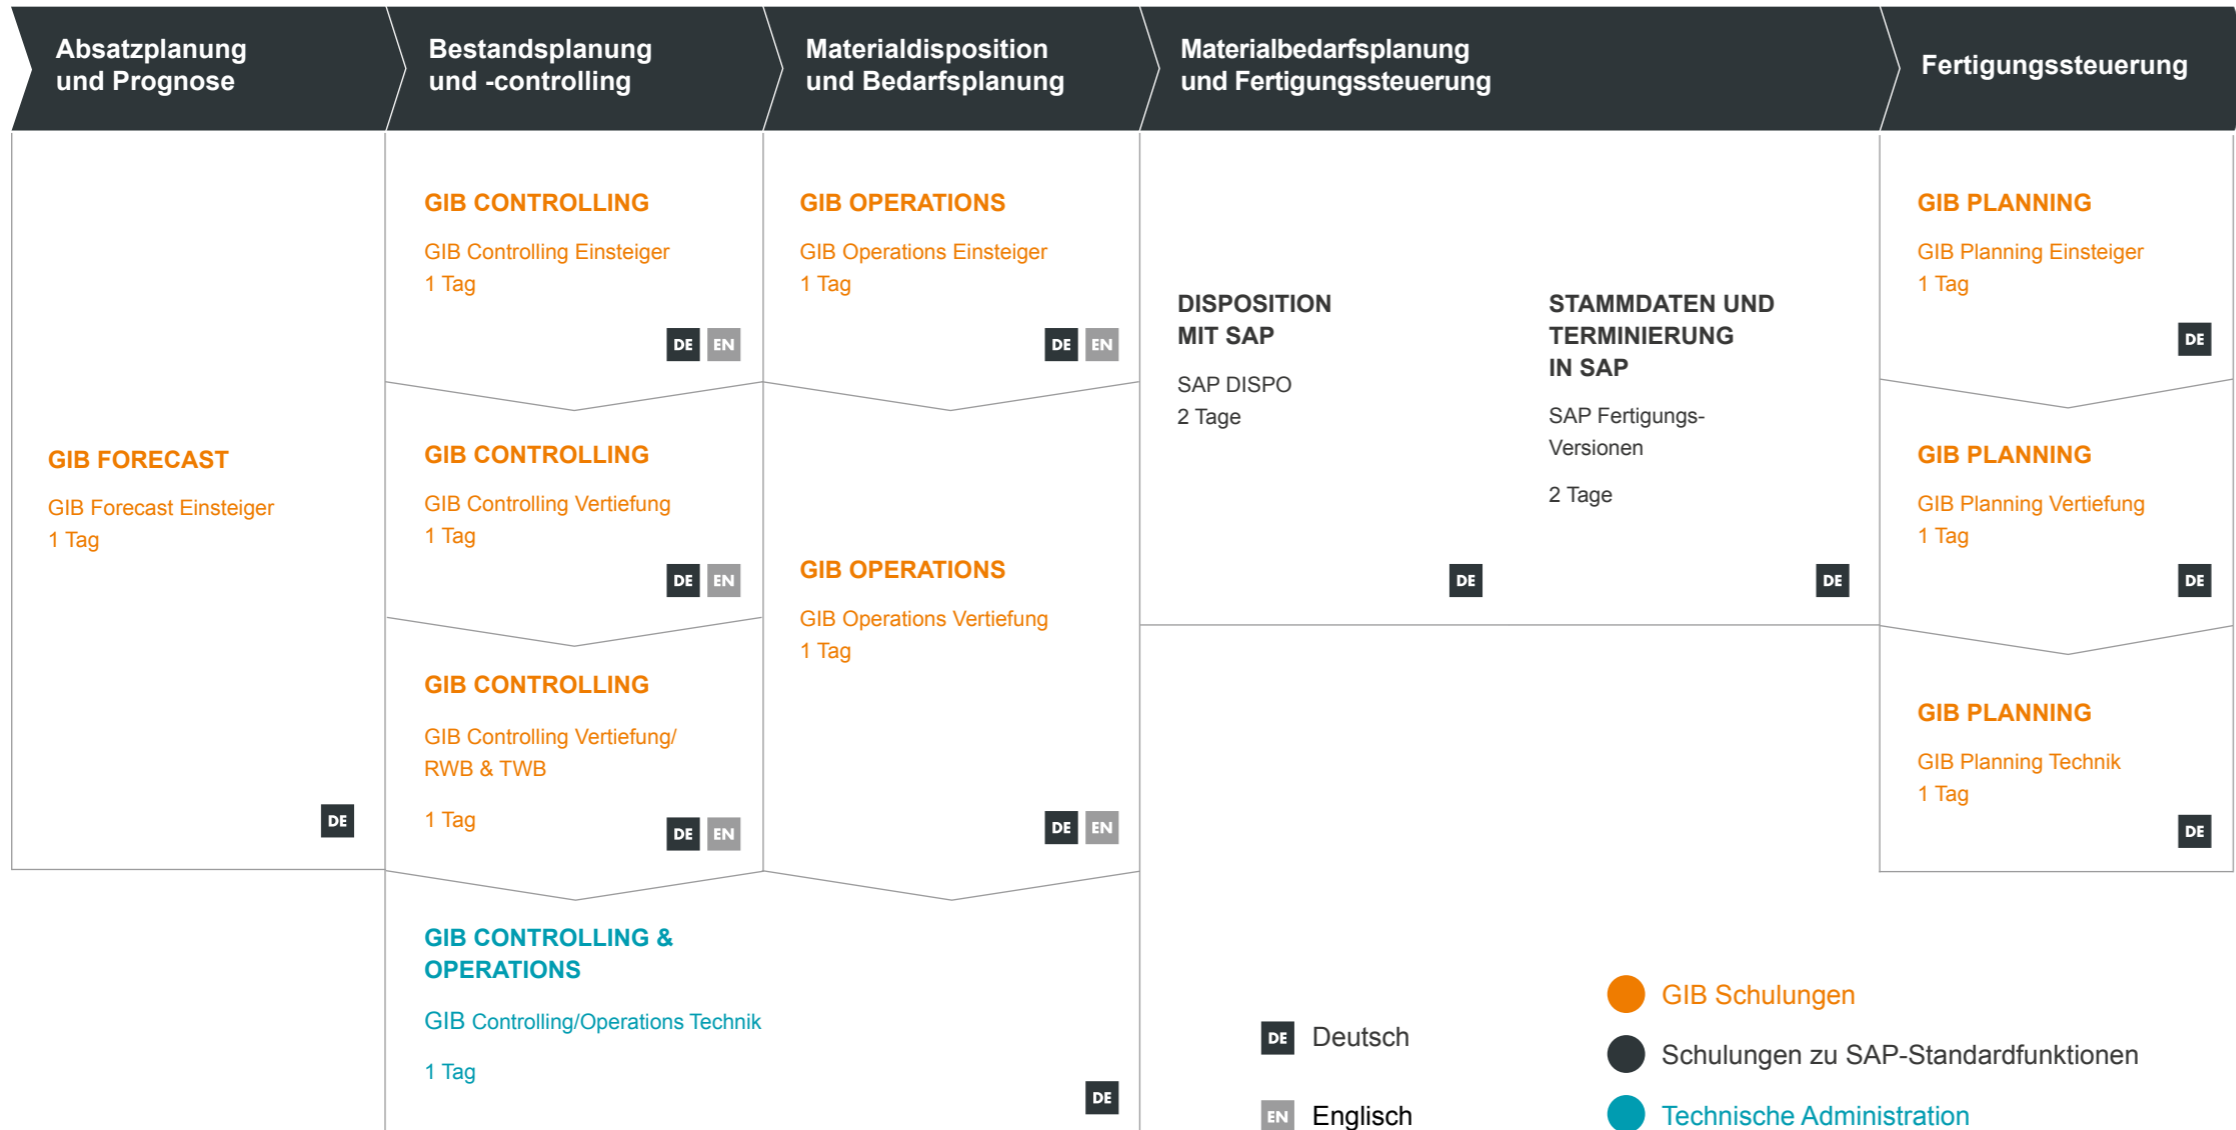 Absatzplanung
und Prognose
Bestandsplanung
und -controlling
Materialdisposition
und Bedarfsplanung
Materialbedarfsplanung
und Fertigungssteuerung
Fertigungssteuerung
GIB FORECAST
GIB Forecast Einsteiger
1 Tag
DE
GIB CONTROLLING
GIB Controlling Einsteiger
1 Tag
DE EN
GIB CONTROLLING
GIB Controlling Vertiefung
1 Tag
DE EN
GIB CONTROLLING
GIB Controlling Vertiefung/
RWB & TWB
1 Tag
DE EN
GIB OPERATIONS
GIB Operations Einsteiger
1 Tag
DE EN
GIB OPERATIONS
GIB Operations Vertiefung
1 Tag
DE EN
GIB CONTROLLING &
OPERATIONS
GIB Controlling/Operations Technik
1 Tag
DE
DISPOSITION
MIT SAP
SAP DISPO
2 Tage
DE
STAMMDATEN UND
TERMINIERUNG
IN SAP
SAP Fertigungs-
Versionen
2 Tage
DE
GIB PLANNING
GIB Planning Einsteiger
1 Tag
DE
GIB PLANNING
GIB Planning Vertiefung
1 Tag
DE
GIB PLANNING
GIB Planning Technik
1 Tag
DE
DE Deutsch
EN Englisch
GIB Schulungen
Schulungen zu SAP-Standardfunktionen
Technische Administration